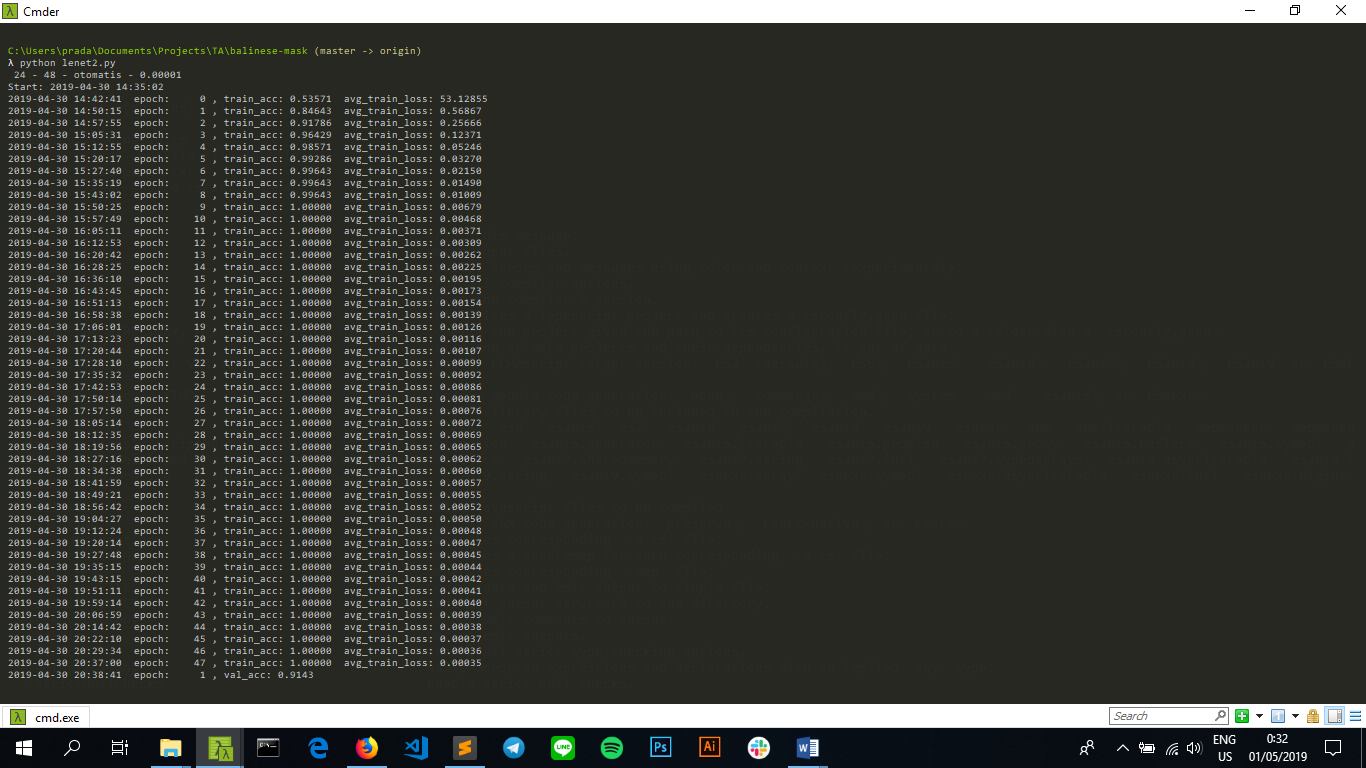 Cmder
C:\Users\prada\Documents\Projects\TA\balinese-mask (master -> origin)
λ python lenet2.py
24 - 48 - otomatis - 0.00001
Start: 2019-04-30 14:35:02
2019-04-30 14:42:41 epoch: 0 , train_acc: 0.53571 avg_train_loss: 53.12855
2019-04-30 14:50:15 epoch: 1 , train_acc: 0.84643 avg_train_loss: 0.56867
2019-04-30 14:57:55 epoch: 2 , train_acc: 0.91786 avg_train_loss: 0.25666
2019-04-30 15:05:31 epoch: 3 , train_acc: 0.96429 avg_train_loss: 0.12371
2019-04-30 15:12:55 epoch: 4 , train_acc: 0.98571 avg_train_loss: 0.05246
2019-04-30 15:20:17 epoch: 5 , train_acc: 0.99286 avg_train_loss: 0.03270
2019-04-30 15:27:40 epoch: 6 , train_acc: 0.99643 avg_train_loss: 0.02150
2019-04-30 15:35:19 epoch: 7 , train_acc: 0.99643 avg_train_loss: 0.01490
2019-04-30 15:43:02 epoch: 8 , train_acc: 0.99643 avg_train_loss: 0.01009
2019-04-30 15:50:25 epoch: 9 , train_acc: 1.00000 avg_train_loss: 0.00679
2019-04-30 15:57:49 epoch: 10 , train_acc: 1.00000 avg_train_loss: 0.00468
2019-04-30 16:05:11 epoch: 11 , train_acc: 1.00000 avg_train_loss: 0.00371
2019-04-30 16:12:53 epoch: 12 , train_acc: 1.00000 avg_train_loss: 0.00309
2019-04-30 16:20:42 epoch: 13 , train_acc: 1.00000 avg_train_loss: 0.00262
2019-04-30 16:28:25 epoch: 14 , train_acc: 1.00000 avg_train_loss: 0.00225
2019-04-30 16:36:10 epoch: 15 , train_acc: 1.00000 avg_train_loss: 0.00195
2019-04-30 16:43:45 epoch: 16 , train_acc: 1.00000 avg_train_loss: 0.00173
2019-04-30 16:51:13 epoch: 17 , train_acc: 1.00000 avg_train_loss: 0.00154
2019-04-30 16:58:38 epoch: 18 , train_acc: 1.00000 avg_train_loss: 0.00139
2019-04-30 17:06:01 epoch: 19 , train_acc: 1.00000 avg_train_loss: 0.00126
2019-04-30 17:13:23 epoch: 20 , train_acc: 1.00000 avg_train_loss: 0.00116
2019-04-30 17:20:44 epoch: 21 , train_acc: 1.00000 avg_train_loss: 0.00107
2019-04-30 17:28:10 epoch: 22 , train_acc: 1.00000 avg_train_loss: 0.00099
2019-04-30 17:35:32 epoch: 23 , train_acc: 1.00000 avg_train_loss: 0.00092
2019-04-30 17:42:53 epoch: 24 , train_acc: 1.00000 avg_train_loss: 0.00086
2019-04-30 17:50:14 epoch: 25 , train_acc: 1.00000 avg_train_loss: 0.00081
2019-04-30 17:57:50 epoch: 26 , train_acc: 1.00000 avg_train_loss: 0.00076
2019-04-30 18:05:14 epoch: 27 , train_acc: 1.00000 avg_train_loss: 0.00072
2019-04-30 18:12:35 epoch: 28 , train_acc: 1.00000 avg_train_loss: 0.00069
2019-04-30 18:19:56 epoch: 29 , train_acc: 1.00000 avg_train_loss: 0.00065
2019-04-30 18:27:16 epoch: 30 , train_acc: 1.00000 avg_train_loss: 0.00062
2019-04-30 18:34:38 epoch: 31 , train_acc: 1.00000 avg_train_loss: 0.00060
2019-04-30 18:41:59 epoch: 32 , train_acc: 1.00000 avg_train_loss: 0.00057
2019-04-30 18:49:21 epoch: 33 , train_acc: 1.00000 avg_train_loss: 0.00055
2019-04-30 18:56:42 epoch: 34 , train_acc: 1.00000 avg_train_loss: 0.00052
2019-04-30 19:04:27 epoch: 35 , train_acc: 1.00000 avg_train_loss: 0.00050
2019-04-30 19:12:24 epoch: 36 , train_acc: 1.00000 avg_train_loss: 0.00048
2019-04-30 19:20:14 epoch: 37 , train_acc: 1.00000 avg_train_loss: 0.00047
2019-04-30 19:27:48 epoch: 38 , train_acc: 1.00000 avg_train_loss: 0.00045
2019-04-30 19:35:15 epoch: 39 , train_acc: 1.00000 avg_train_loss: 0.00044
2019-04-30 19:43:15 epoch: 40 , train_acc: 1.00000 avg_train_loss: 0.00042
2019-04-30 19:51:11 epoch: 41 , train_acc: 1.00000 avg_train_loss: 0.00041
2019-04-30 19:59:14 epoch: 42 , train_acc: 1.00000 avg_train_loss: 0.00040
2019-04-30 20:06:59 epoch: 43 , train_acc: 1.00000 avg_train_loss: 0.00039
2019-04-30 20:14:42 epoch: 44 , train_acc: 1.00000 avg_train_loss: 0.00038
2019-04-30 20:22:10 epoch: 45 , train_acc: 1.00000 avg_train_loss: 0.00037
2019-04-30 20:29:34 epoch: 46 , train_acc: 1.00000 avg_train_loss: 0.00036
2019-04-30 20:37:00 epoch: 47 , train_acc: 1.00000 avg_train_loss: 0.00035
2019-04-30 20:38:41 epoch: 1 , val_acc: 0.9143
cmd.exe
Search
LINE
Ps
Ai
ENG
US
0:32
01/05/2019